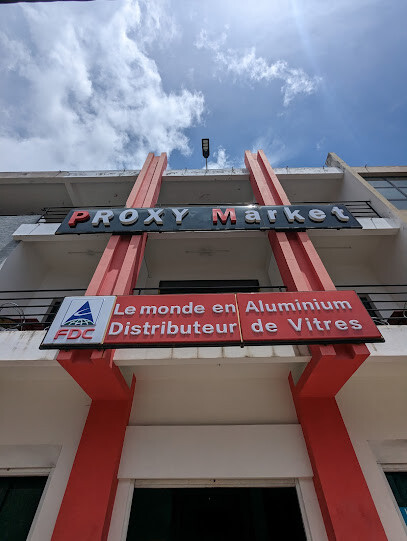 PROXY MArket
Le monde en Aluminium
Distributeur de Vitres
FDC